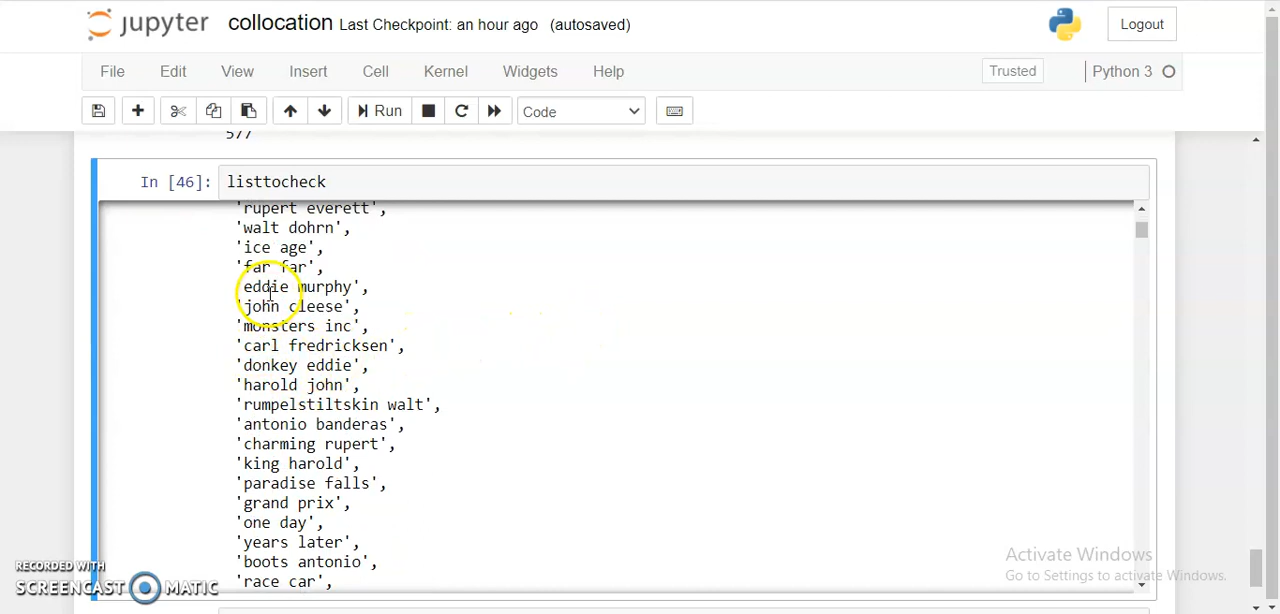 jupyter collocation Last Checkpoint: an hour ago (autosaved) Logout
File Edit View Insert Cell Kernel Widgets Help Trusted Python 3
Run Code
577
In [46]: listtocheck
'rupert everett',
'walt dohrn',
'ice age',
'far far',
'eddie murphy',
'john cleese',
'monsters inc',
'carl fredricksen',
'donkey eddie',
'harold john',
'rumpelstiltskin walt',
'antonio banderas',
'charming rupert',
'king harold',
'paradise falls',
'grand prix',
'one day',
'years later',
'boots antonio',
'race car',
Activate Windows
Go to Settings to activate Windows.
RECORDED WITH
SCREENCAST MATIC